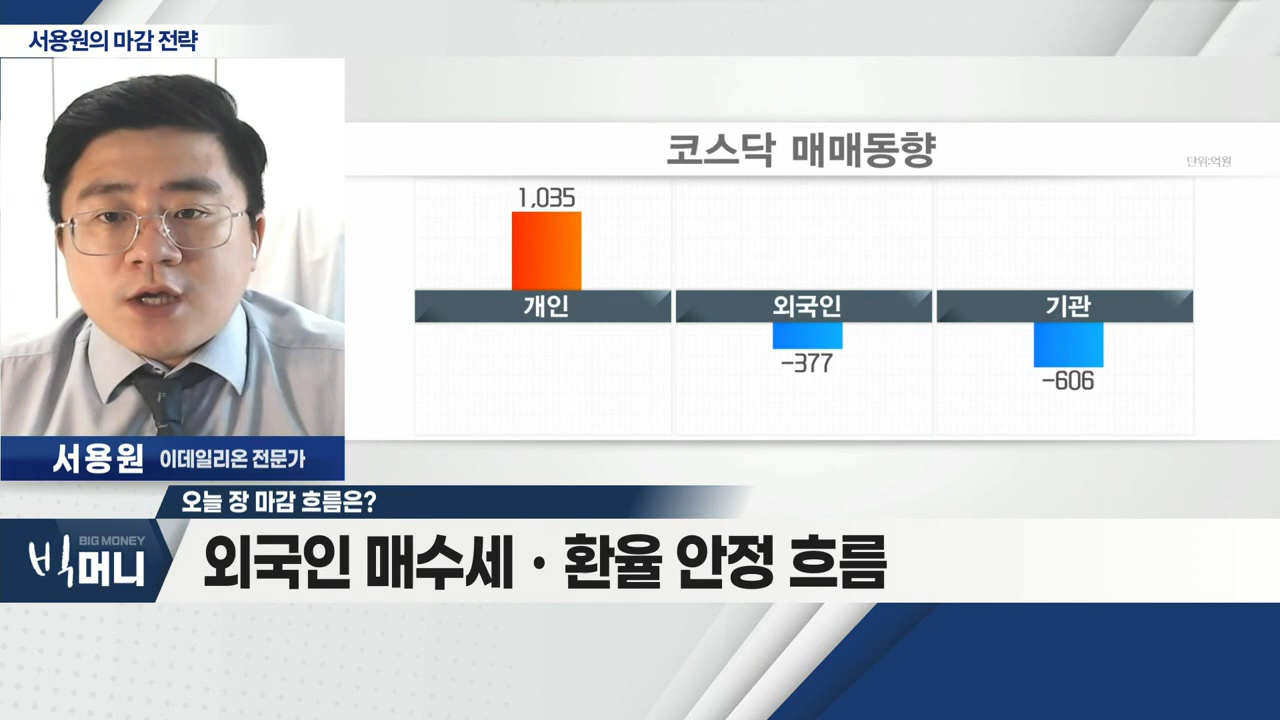 서용원의 마감 전략
코스닥 매매동향
단위:억원
1,035
개인
외국인
기관
-377
-606
서용원 이데일리온 전문가
오늘 장 마감 흐름은?
BIG MONEY
빅머니
외국인 매수세·환율 안정 흐름